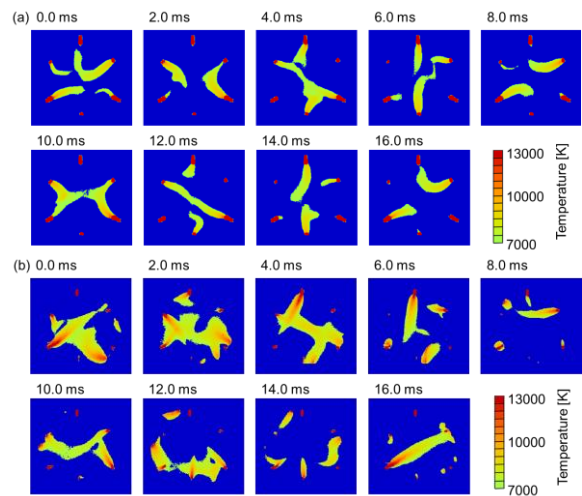 (a) 0.0 ms 2.0 ms 4.0 ms 6.0 ms 8.0 ms
10.0 ms 12.0 ms 14.0 ms 16.0 ms
13000
10000
7000
Temperature [K]
(b) 0.0 ms 2.0 ms 4.0 ms 6.0 ms 8.0 ms
10.0 ms 12.0 ms 14.0 ms 16.0 ms
13000
10000
7000
Temperature [K]